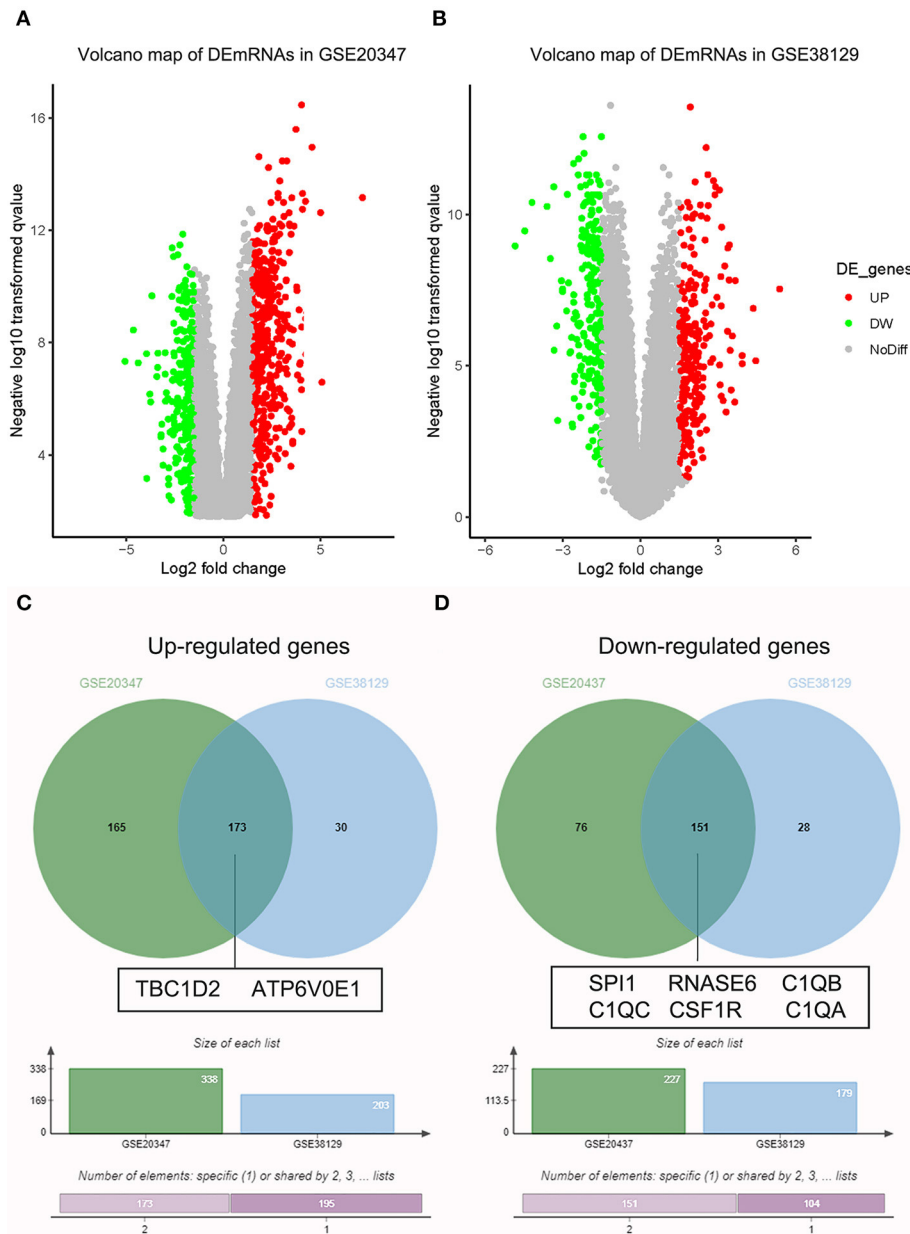 A
B
Volcano map of DEmRNAs in GSE20347
Volcano map of DEmRNAs in GSE38129
Negative log10 transformed qvalue
16
12
8
4
−5
0
5
Log2 fold change
Negative log10 transformed qvalue
10
5
0
−6
−3
0
3
6
Log2 fold change
DE_genes
UP
DW
NoDiff
C
D
Up-regulated genes
GSE20347
GSE38129
165
173
30
TBC1D2 ATP6V0E1
Size of each list
338
169
0
338
203
GSE20347
GSE38129
Number of elements: specific (1) or shared by 2, 3, ... lists
173
195
2
1
Down-regulated genes
GSE20437
GSE38129
76
151
28
SPI1 RNASE6 C1QB
C1QC CSF1R C1QA
Size of each list
227
113.5
0
227
179
GSE20437
GSE38129
Number of elements: specific (1) or shared by 2, 3, ... lists
151
104
2
1